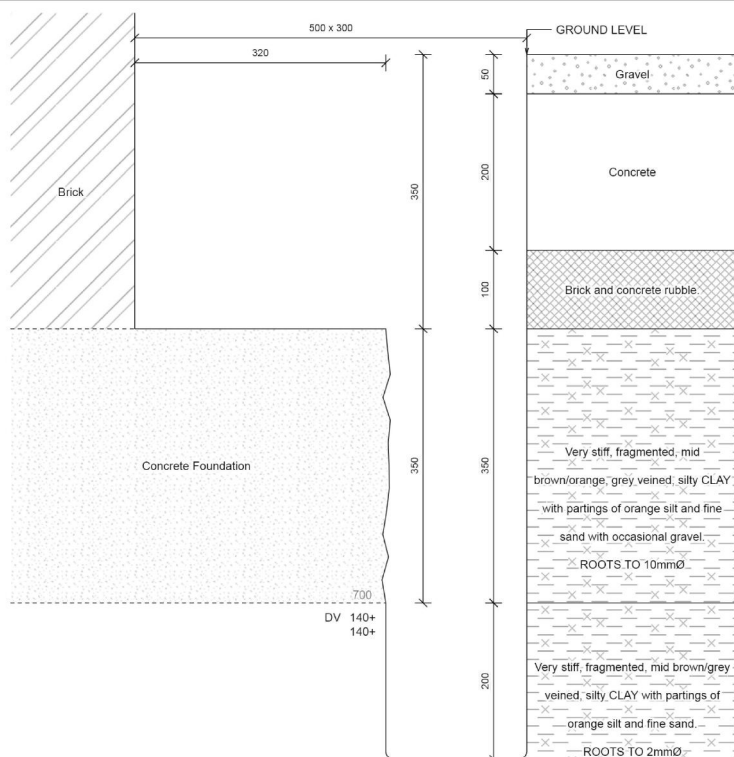 500 x 300
GROUND LEVEL
320
50
Gravel
200
Concrete
Brick
350
100
Brick and concrete rubble.
Concrete Foundation
350
350
Very stiff, fragmented, mid
brown/orange, grey veined, silty CLAY
with partings of orange silt and fine
sand with occasional gravel.
ROOTS TO 10mmØ
700
DV 140+
140+
200
Very stiff, fragmented, mid brown/grey
veined, silty CLAY with partings of
orange silt and fine sand.
ROOTS TO 2mmØ